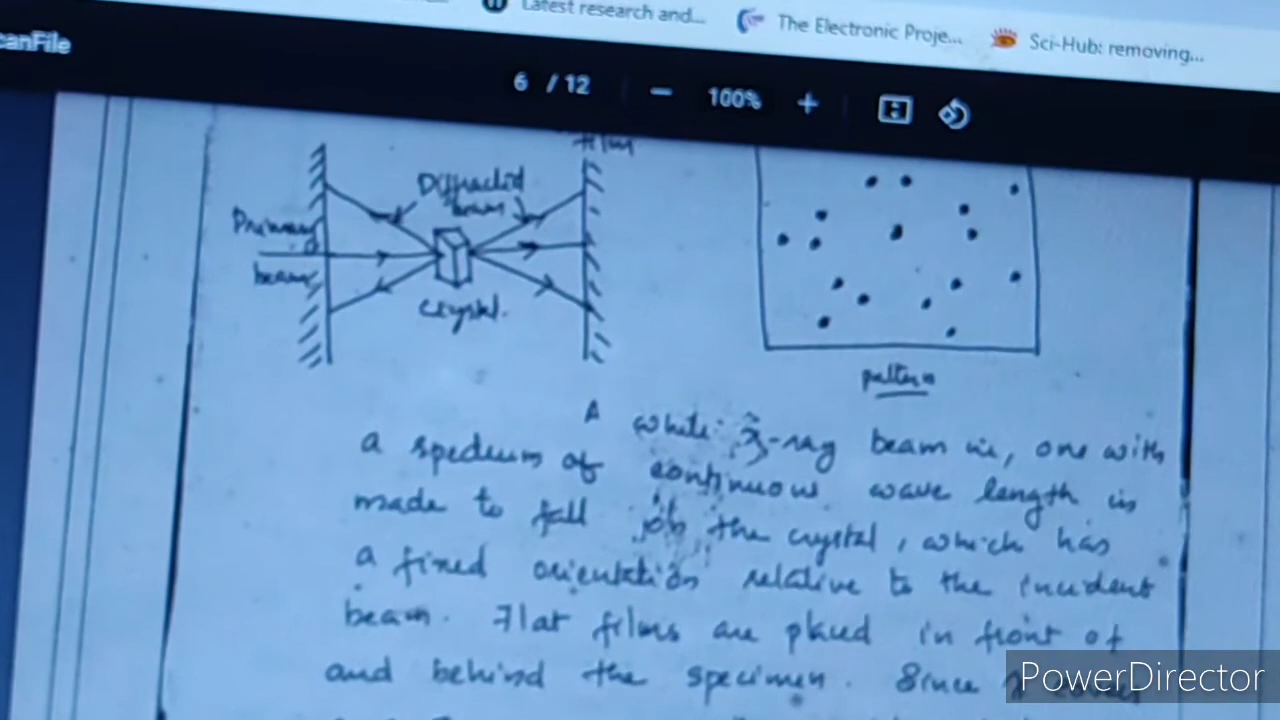 Latest research and...
The Electronic Proje...
Sci-Hub: removing...
canFile
6 / 12
100%
film
Diffracted
beam
Primary
beam
crystal.
pattern
A white X-ray beam ie, one with
a spectrum of continuous wave length is
made to fall on the crystal, which has
a fixed orientation relative to the incident
beam. Flat films are placed in front of
and behind the specimen. Since
PowerDirector